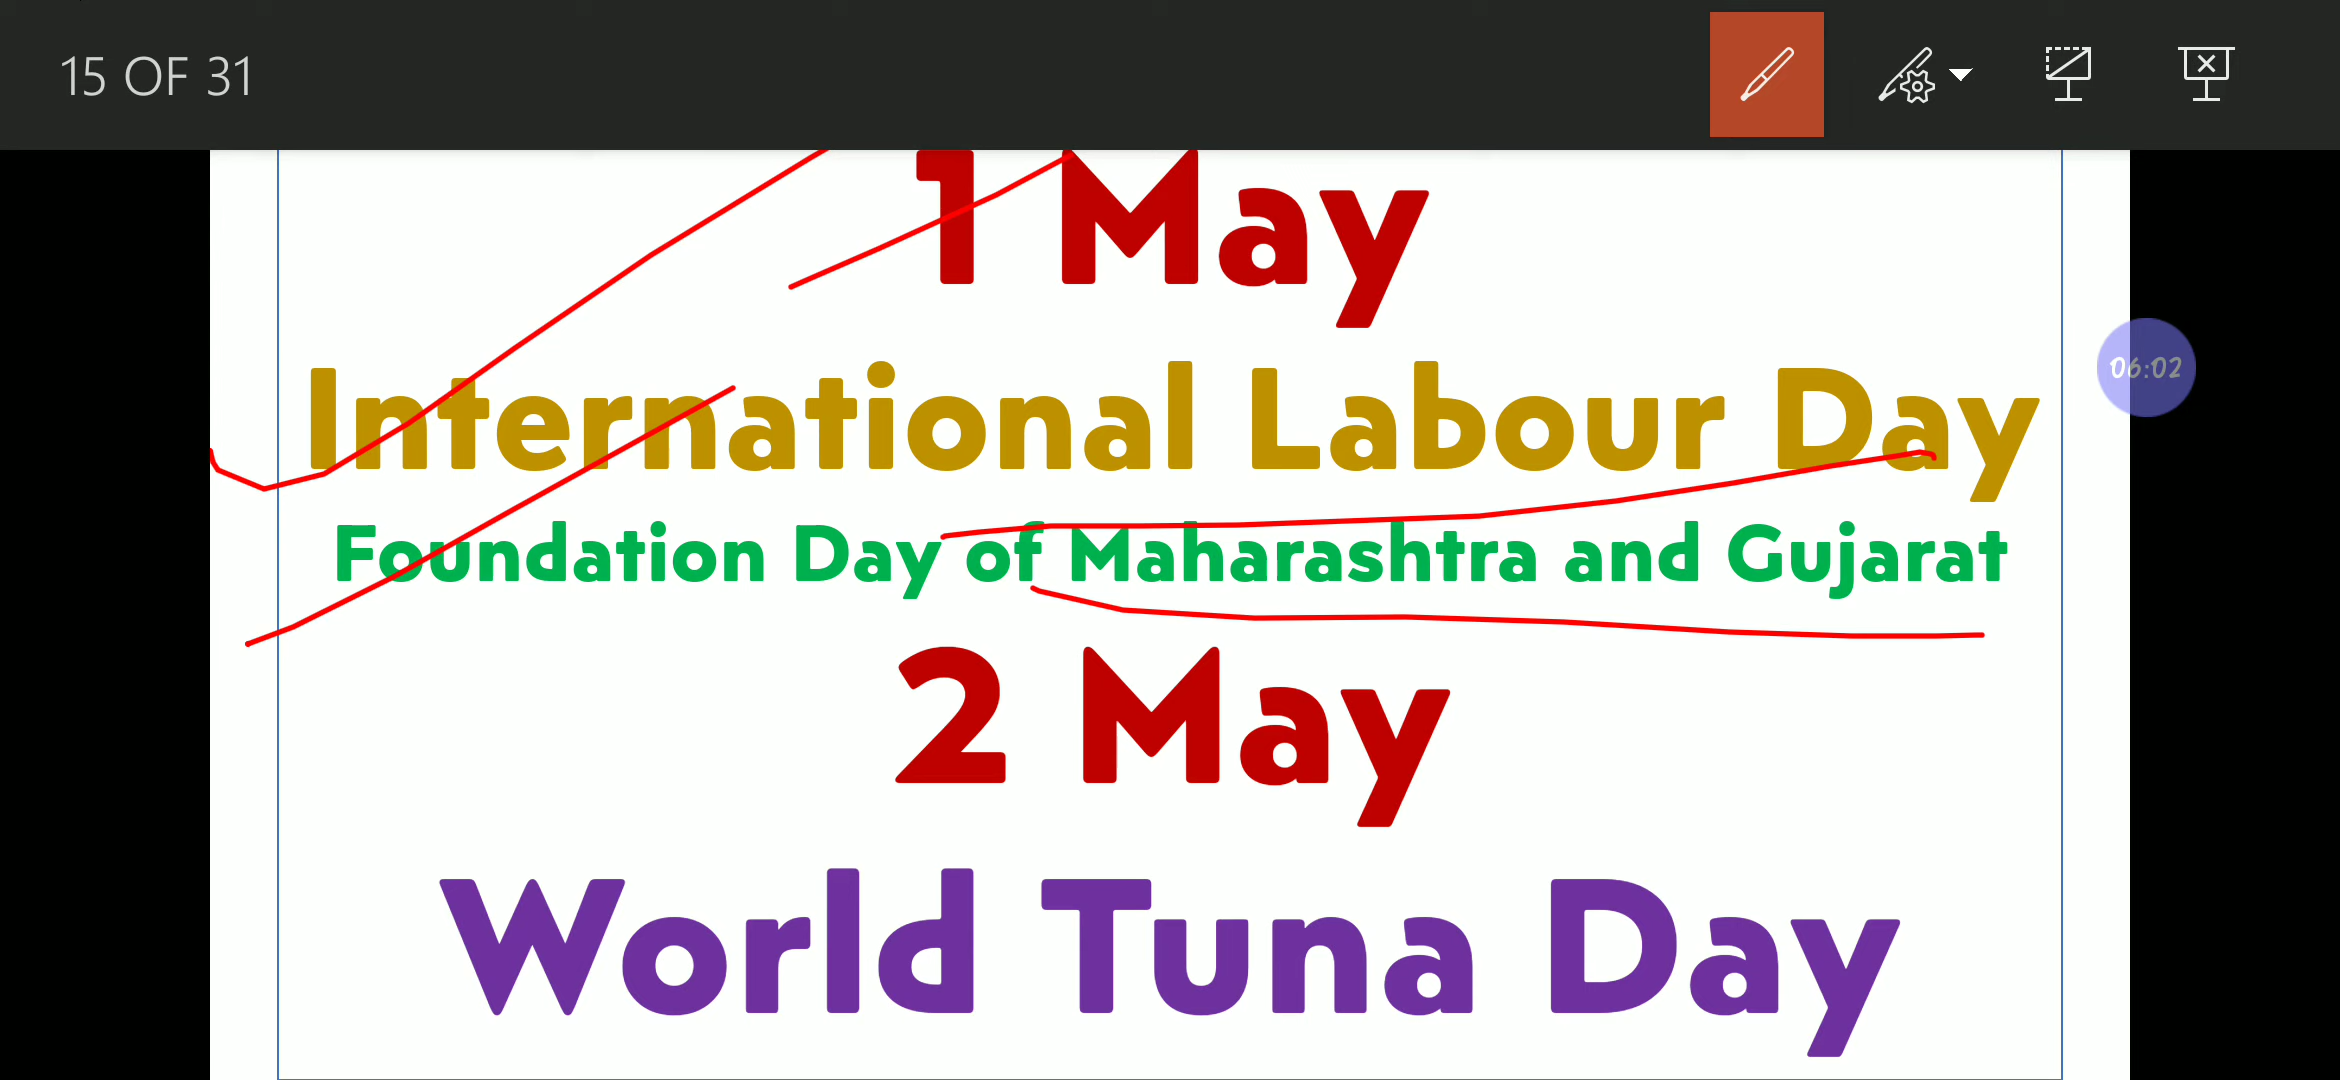 15 OF 31
1 May
International Labour Day
06:02
Foundation Day of Maharashtra and Gujarat
2 May
World Tuna Day